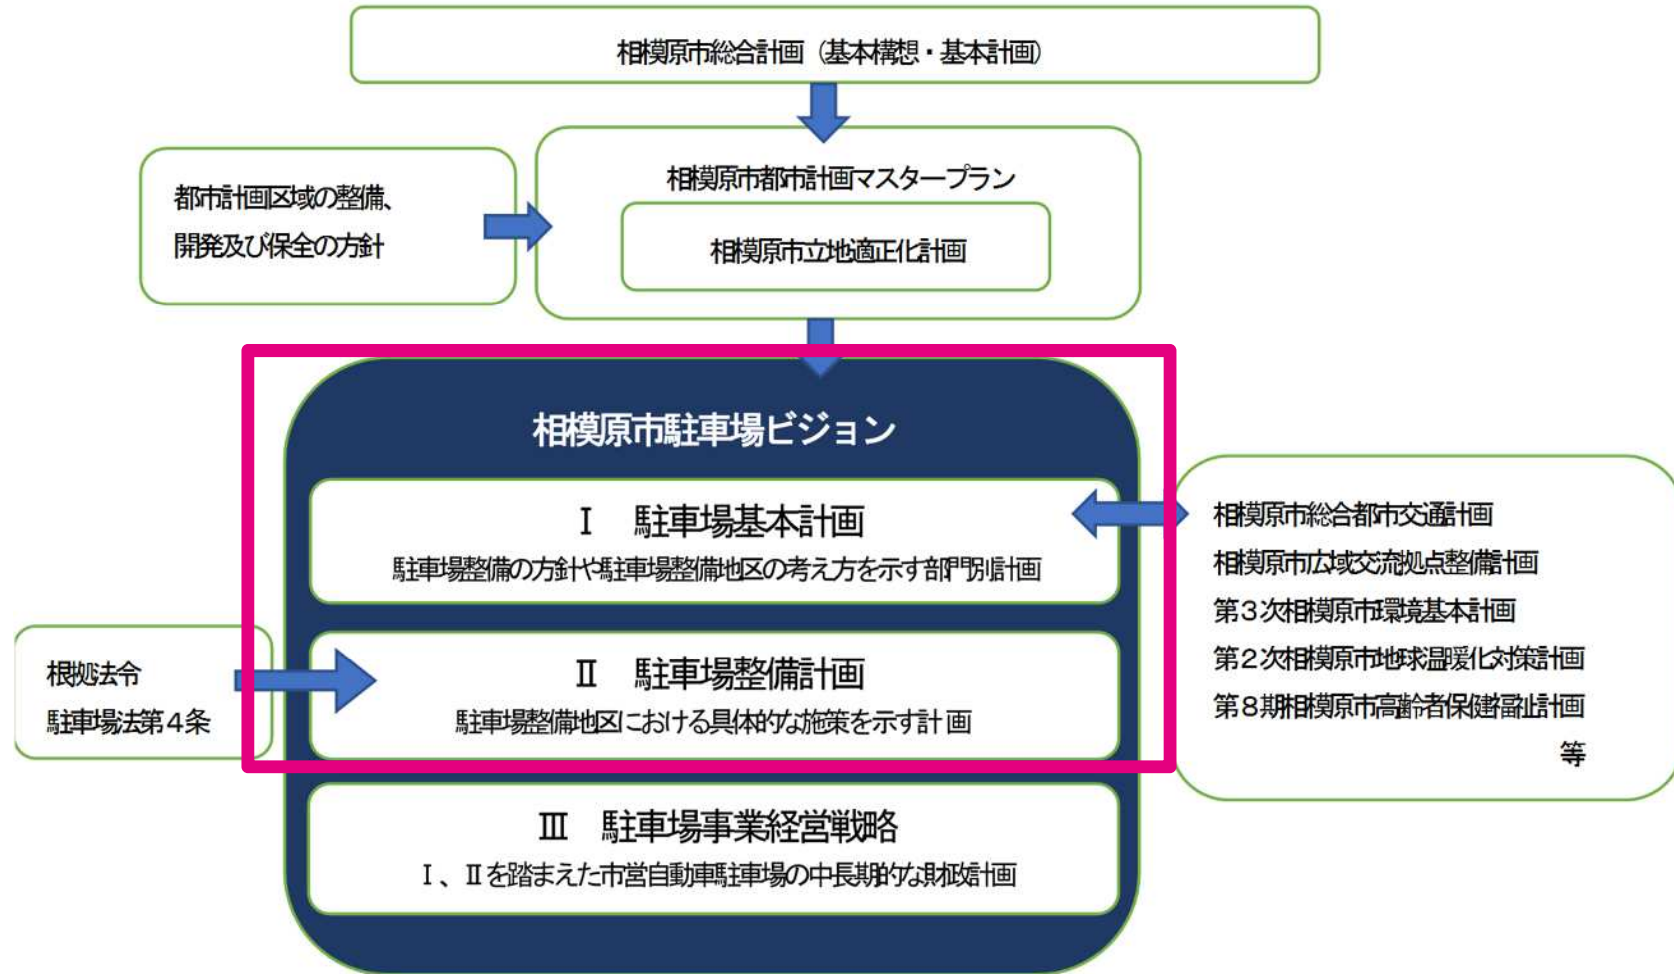 相模原市総合計画（基本構想・基本計画）
都市計画区域の整備、
開発及び保全の方針
相模原市都市計画マスタープラン
相模原市立地適正化計画
相模原市駐車場ビジョン
Ⅰ　駐車場基本計画
駐車場整備の方針や駐車場整備地区の考え方を示す部門別計画
根拠法令
駐車場法第４条
Ⅱ　駐車場整備計画
駐車場整備地区における具体的な施策を示す計画
Ⅲ　駐車場事業経営戦略
Ⅰ、Ⅱを踏まえた市営自動車駐車場の中長期的な財政計画
相模原市総合都市交通計画
相模原市広域交流拠点整備計画
第３次相模原市環境基本計画
第２次相模原市地球温暖化対策計画
第８期相模原市高齢者保健福祉計画
等